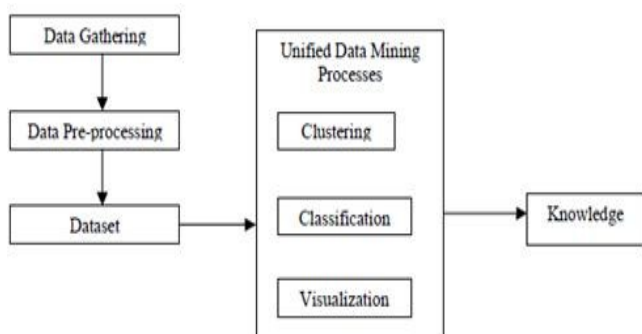 Data Gathering
Data Pre-processing
Dataset
Unified Data Mining
Processes
Clustering
Classification
Visualization
Knowledge